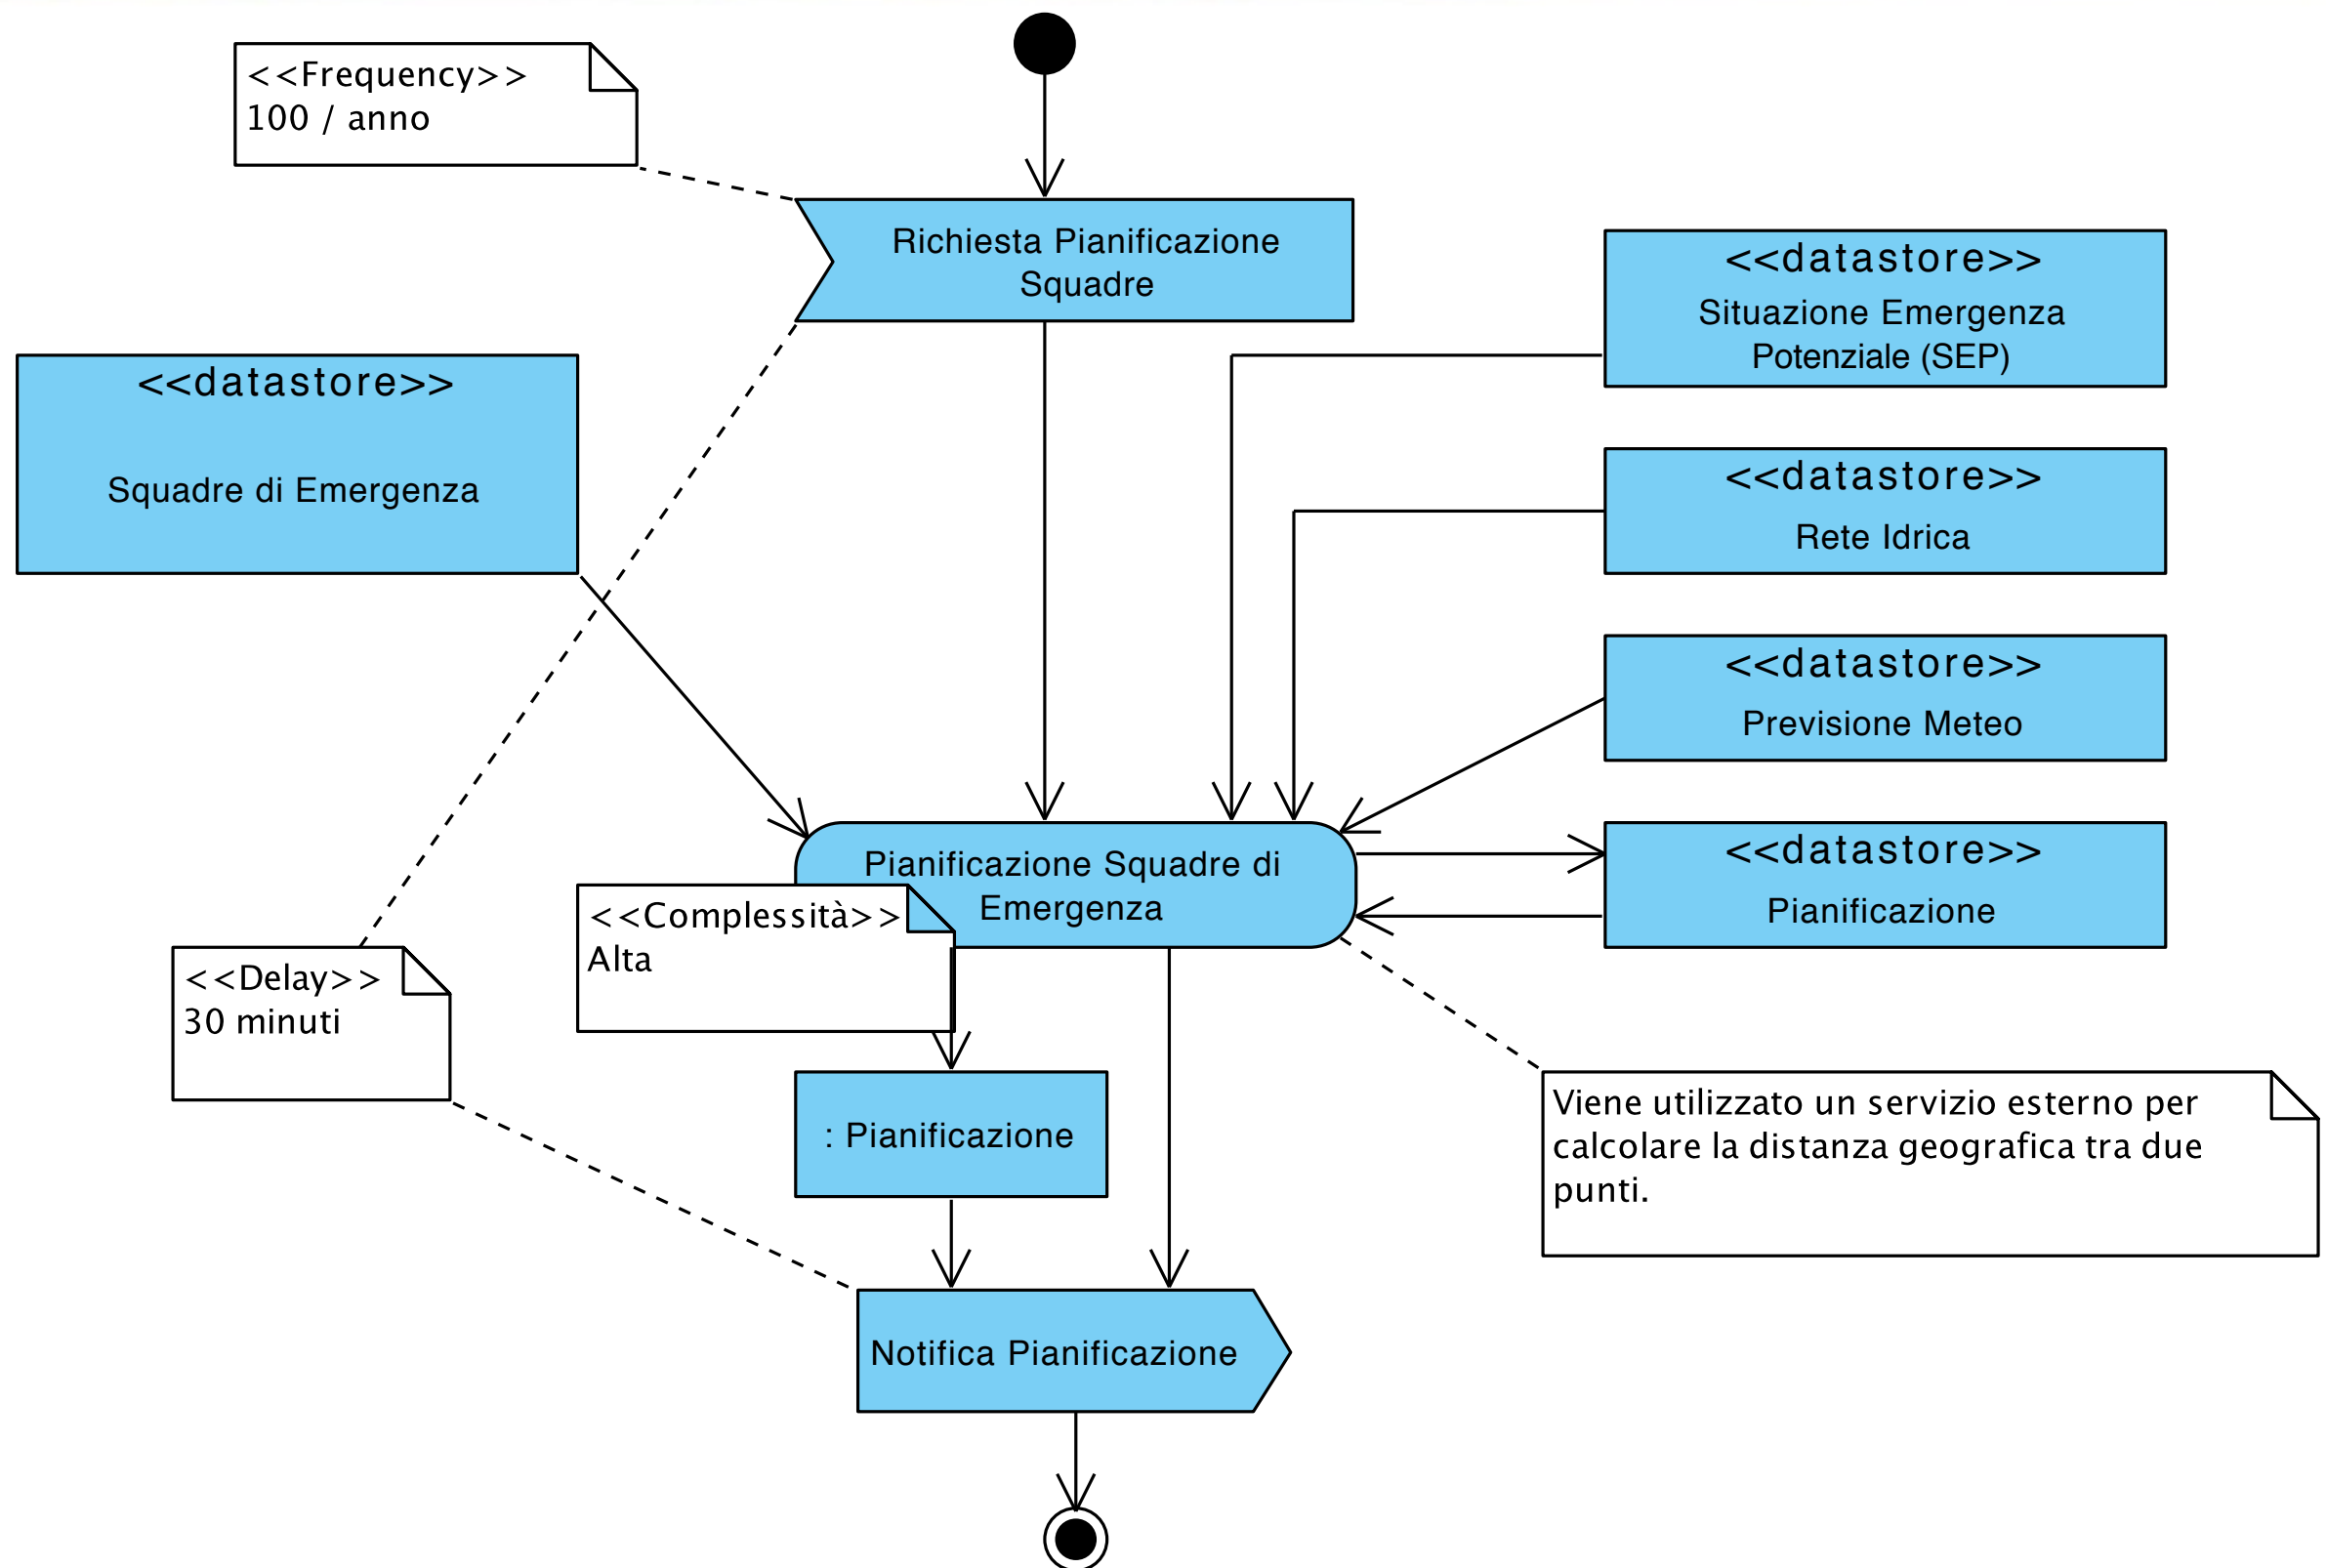 <<Frequency>>
100 / anno
Richiesta Pianificazione
Squadre
<<datastore>>
Situazione Emergenza
Potenziale (SEP)
<<datastore>>
Squadre di Emergenza
<<datastore>>
Rete Idrica
<<datastore>>
Previsione Meteo
<<datastore>>
Pianificazione
Pianificazione Squadre di
Emergenza
<<Complessità>>
Alta
<<Delay>>
30 minuti
: Pianificazione
Viene utilizzato un servizio esterno per
calcolare la distanza geografica tra due
punti.
Notifica Pianificazione